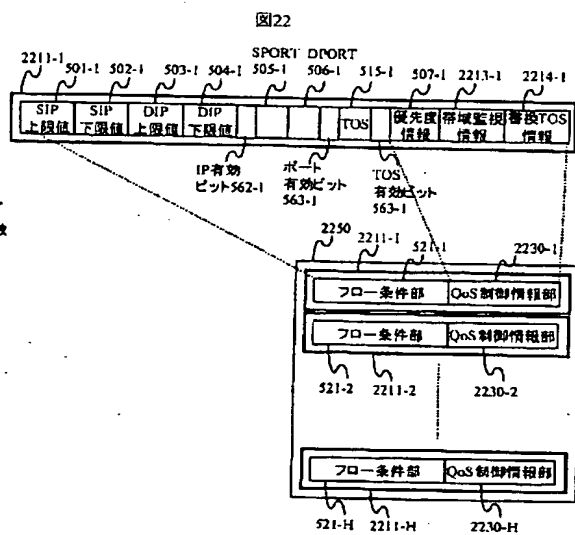 図22
SPORT DPORT
2211-1
501-1 502-1 503-1 504-1 505-1 506-1 515-1 507-1 2213-1 2214-1
SIP 上限値
SIP 下限値
DIP 上限値
DIP 下限値
TOS
優先度 情報
帯域監視 情報
書換TOS 情報
IP有効
ビット562-1
ポート
有効ビット
563-1
TOS
有効ビット
563-1
2250
2211-1
521-1
2230-1
フロー条件部 QoS制御情報部
フロー条件部 QoS制御情報部
521-2 2211-2 2230-2
フロー条件部 QoS制御情報部
521-H 2211-H 2230-H